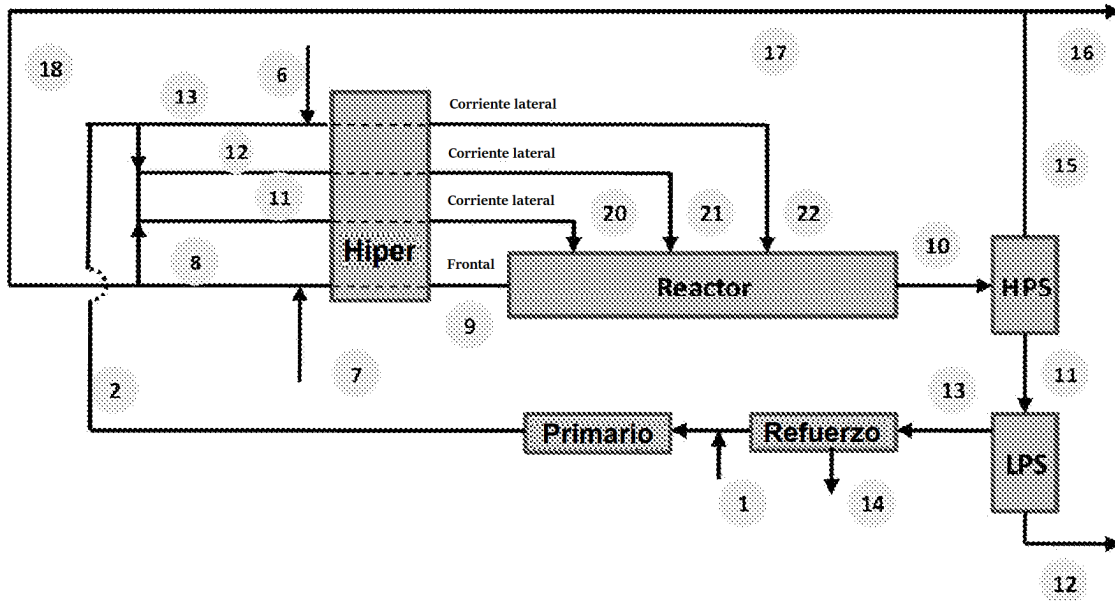 18
13
6
17
16
Corriente lateral
12
Corriente lateral
15
11
Corriente lateral
20
21
22
10
8
Hiper
Frontal
Reactor
HPS
9
2
7
13
11
Primario
Refuerzo
LPS
1
14
12